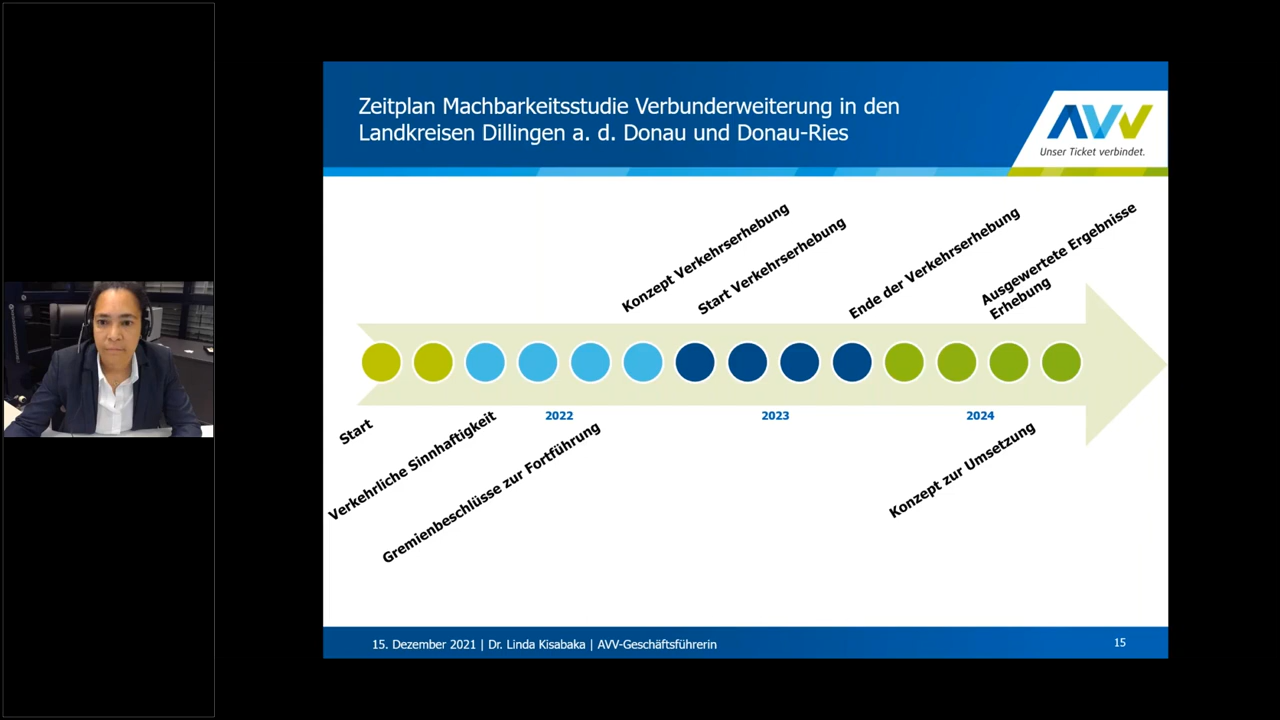 Zeitplan Machbarkeitsstudie Verbunderweiterung in den
Landkreisen Dillingen a. d. Donau und Donau-Ries
AVV
Unser Ticket verbindet.
Konzept Verkehrserhebung
Start Verkehrserhebung
Ende der Verkehrserhebung
Ausgewertete Ergebnisse
Erhebung
2022
2023
2024
Start
Verkehrliche Sinnhaftigkeit
Gremienbeschlüsse zur Fortführung
Konzept zur Umsetzung
15. Dezember 2021 | Dr. Linda Kisabaka | AVV-Geschäftsführerin
15